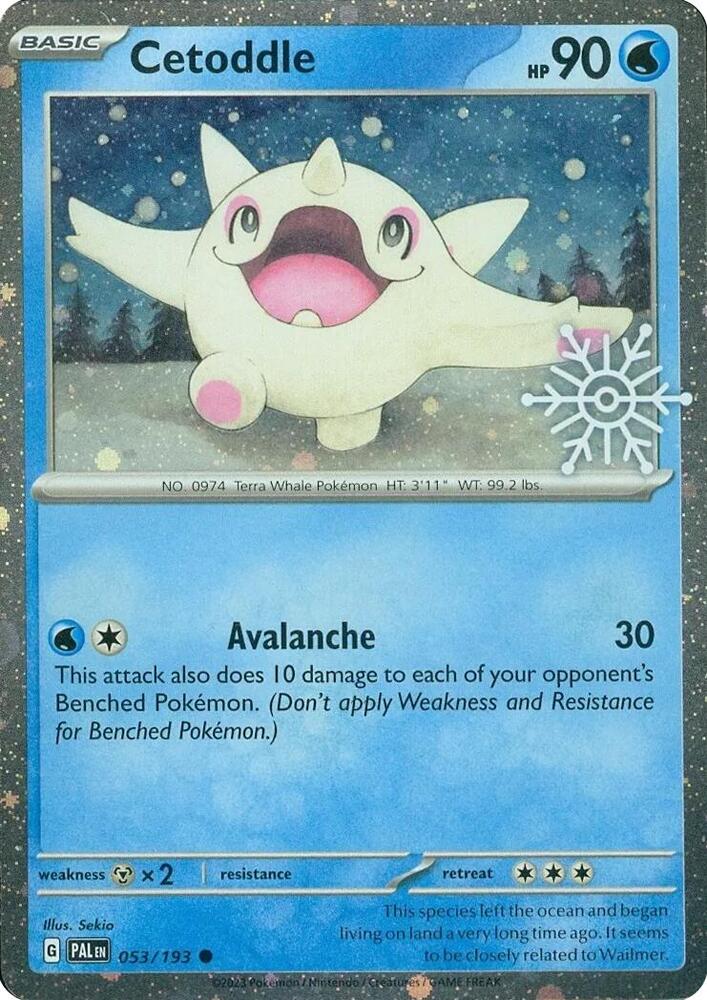 BASIC
Cetoddle
HP 90
NO. 0974 Terra Whale Pokémon HT: 3'11" WT: 99.2 lbs.
Avalanche 30
This attack also does 10 damage to each of your opponent's
Benched Pokémon. (Don't apply Weakness and Resistance
for Benched Pokémon.)
weakness ×2 resistance retreat
Illus. Sekio
This species left the ocean and began
living on land a very long time ago. It seems
to be closely related to Wailmer.
G PAL EN 053/193
©2023 Pokémon / Nintendo / Creatures / GAME FREAK